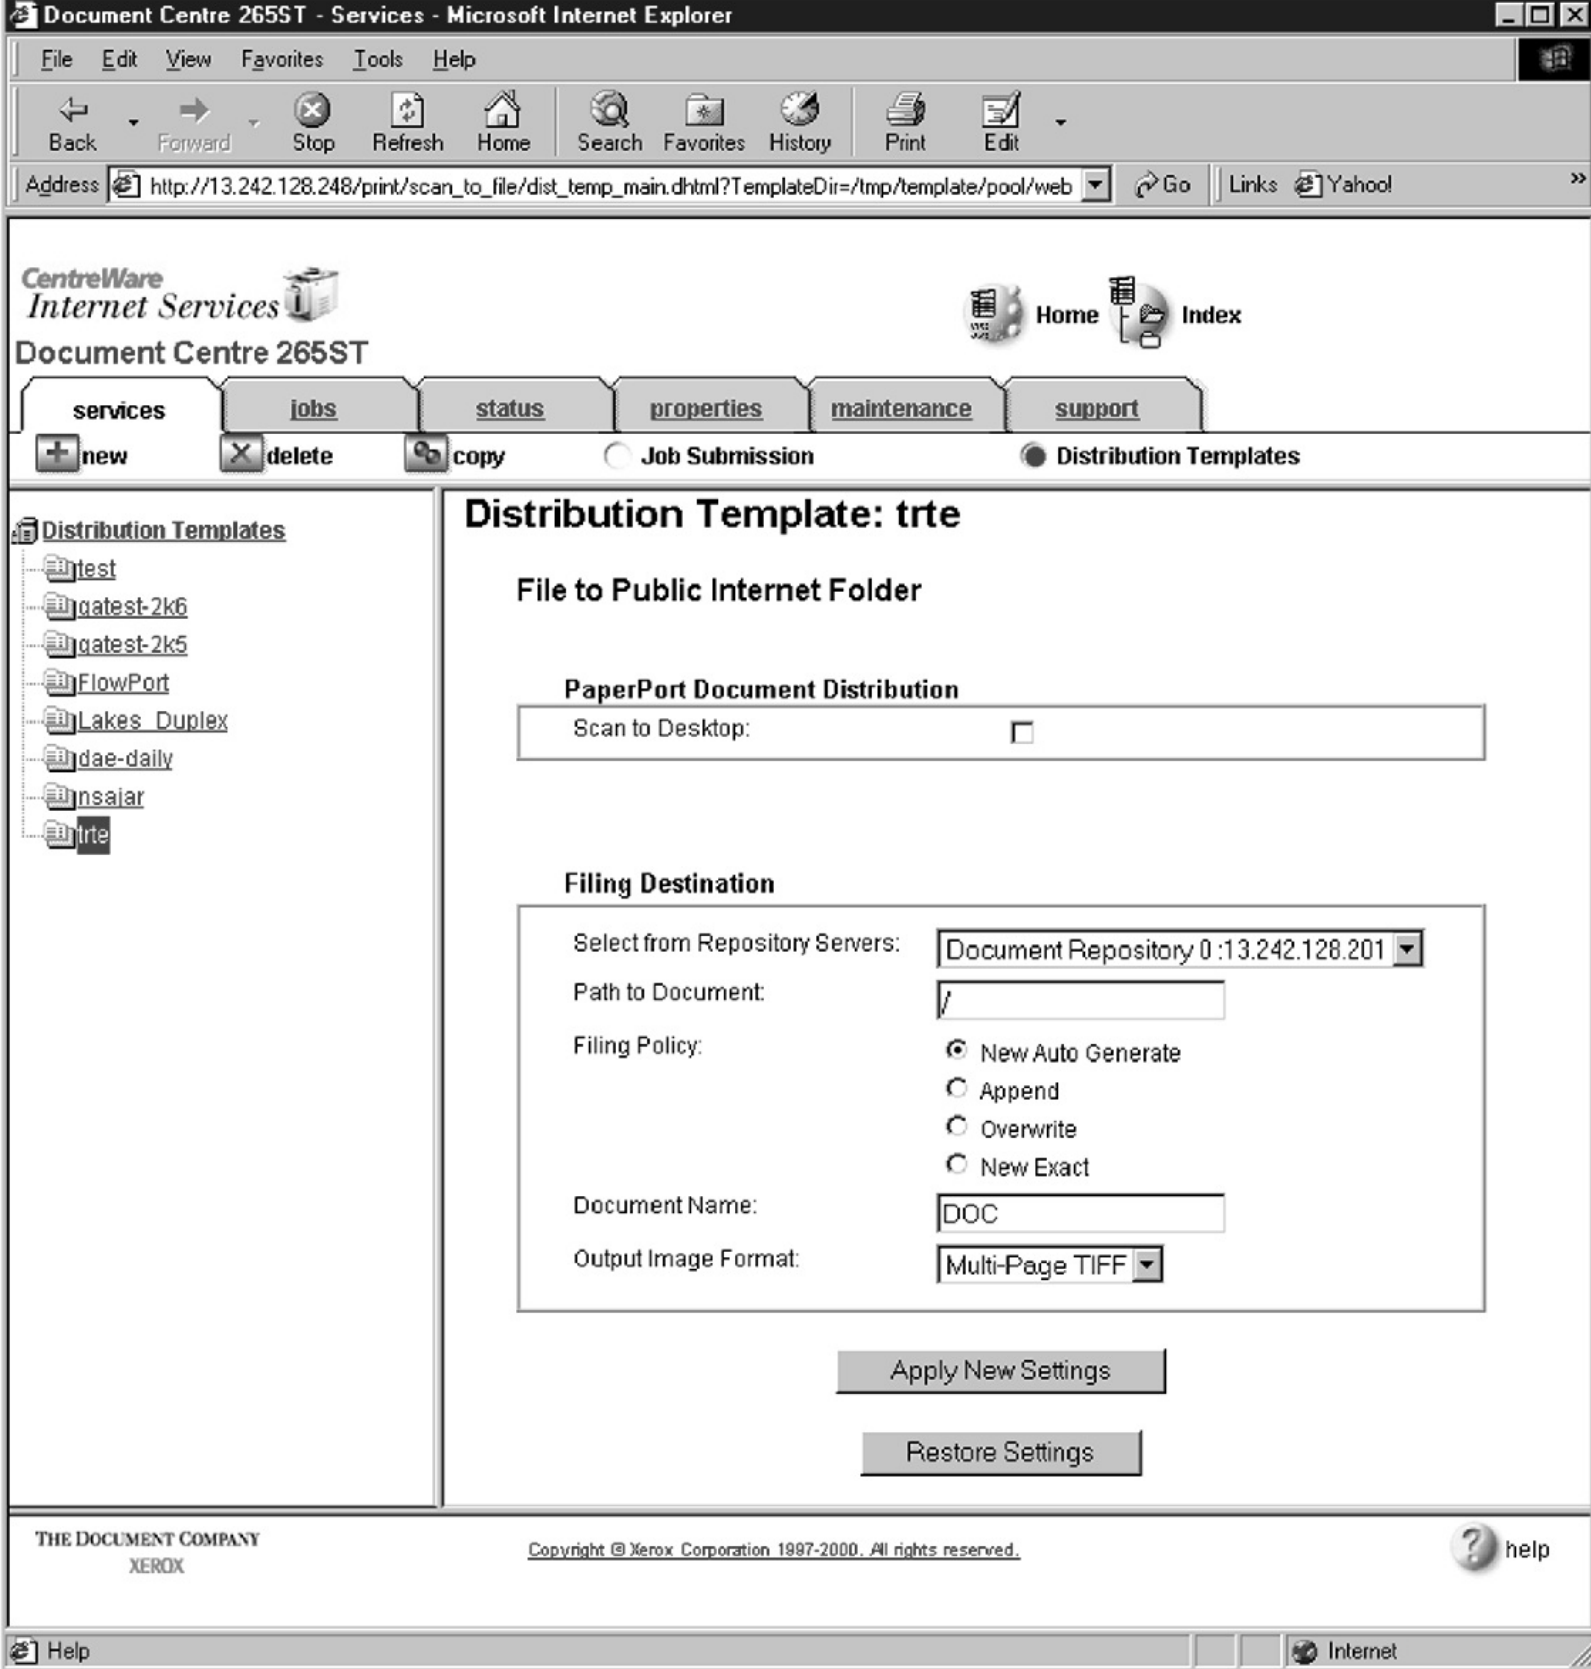 Document Centre 265ST - Services - Microsoft Internet Explorer
File Edit View Favorites Tools Help
Back Forward Stop Refresh Home Search Favorites History Print Edit
Address http://13.242.128.248/print/scan_to_file/dist_temp_main.dhtml?TemplateDir=/tmp/template/pool/web Go Links Yahoo! »
CentreWare
Internet Services
Home Index
Document Centre 265ST
services jobs status properties maintenance support
new delete copy Job Submission Distribution Templates
Distribution Templates
test
qatest-2k6
qatest-2k5
FlowPort
Lakes_Duplex
dae-daily
nsajar
trte
Distribution Template: trte
File to Public Internet Folder
PaperPort Document Distribution
Scan to Desktop:
Filing Destination
Select from Repository Servers: Document Repository 0 :13.242.128.201
Path to Document: /
Filing Policy: New Auto Generate
Append
Overwrite
New Exact
Document Name: DOC
Output Image Format: Multi-Page TIFF
Apply New Settings
Restore Settings
THE DOCUMENT COMPANY
XEROX
Copyright © Xerox Corporation 1997-2000. All rights reserved.
? help
Help Internet